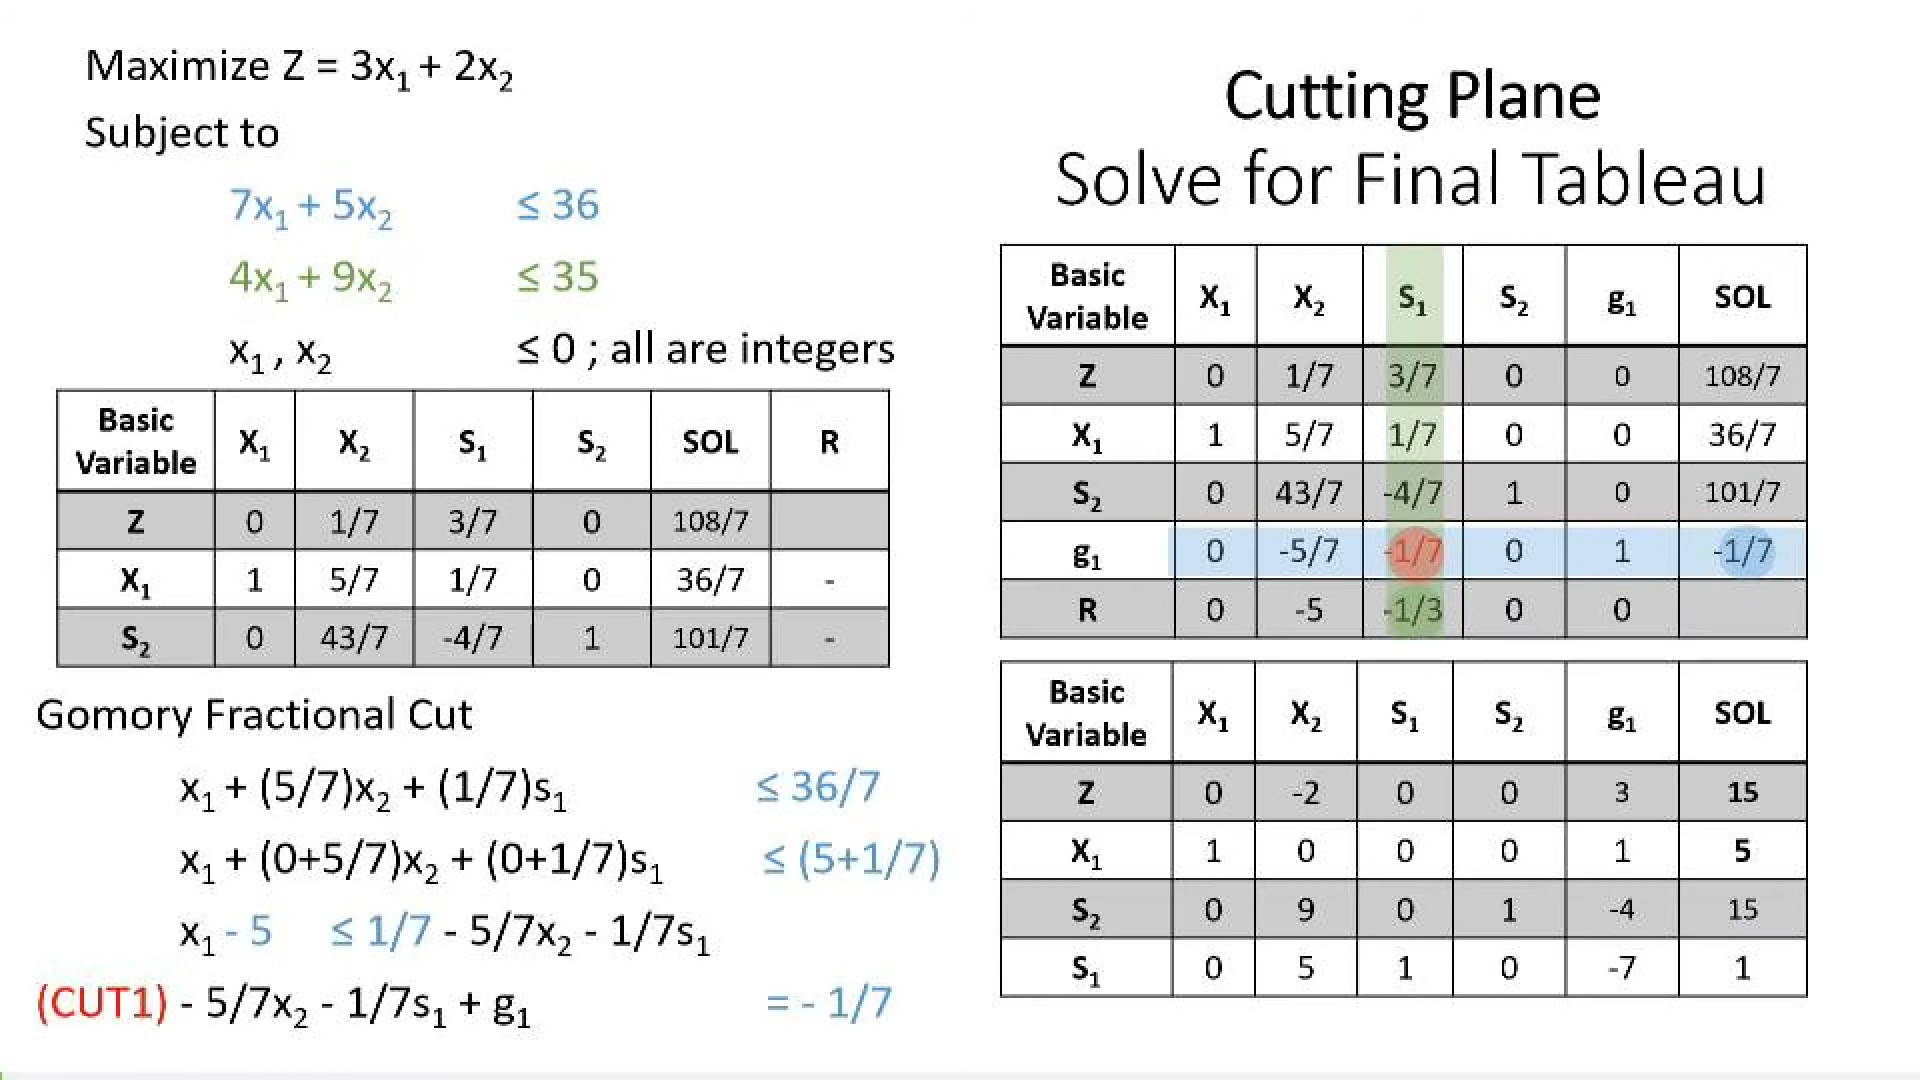 Maximize Z = 3x₁ + 2x₂
Subject to
7x₁ + 5x₂ ≤ 36
4x₁ + 9x₂ ≤ 35
x₁ , x₂ ≤ 0 ; all are integers
Basic Variable X₁ X₂ S₁ S₂ SOL R
Z 0 1/7 3/7 0 108/7
X₁ 1 5/7 1/7 0 36/7 -
S₂ 0 43/7 -4/7 1 101/7 -
Gomory Fractional Cut
x₁ + (5/7)x₂ + (1/7)s₁ ≤ 36/7
x₁ + (0+5/7)x₂ + (0+1/7)s₁ ≤ (5+1/7)
x₁ - 5 ≤ 1/7 - 5/7x₂ - 1/7s₁
(CUT1) - 5/7x₂ - 1/7s₁ + g₁ = - 1/7
Cutting Plane
Solve for Final Tableau
Basic Variable X₁ X₂ S₁ S₂ g₁ SOL
Z 0 1/7 3/7 0 0 108/7
X₁ 1 5/7 1/7 0 0 36/7
S₂ 0 43/7 -4/7 1 0 101/7
g₁ 0 -5/7 -1/7 0 1 -1/7
R 0 -5 -1/3 0 0
Basic Variable X₁ X₂ S₁ S₂ g₁ SOL
Z 0 -2 0 0 3 15
X₁ 1 0 0 0 1 5
S₂ 0 9 0 1 -4 15
S₁ 0 5 1 0 -7 1